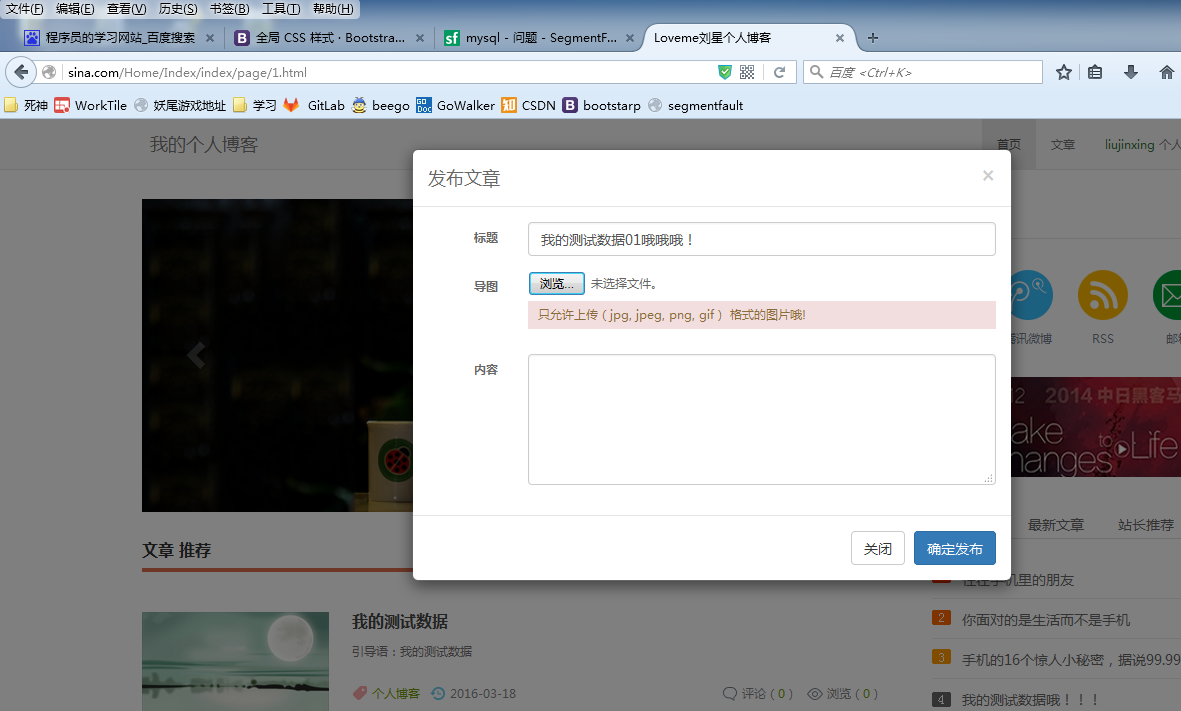 文件(F) 编辑(E) 查看(V) 历史(S) 书签(B) 工具(T) 帮助(H)
程序员的学习网站_百度搜索 × B 全局 CSS 样式 · Bootstra... × sf mysql - 问题 - SegmentF... × Loveme刘星个人博客 × +
sina.com/Home/Index/index/page/1.html 百度 <Ctrl+K>
死神 WorkTile 妖尾游戏地址 学习 GitLab beego GO DOC GoWalker 知 CSDN B bootstarp segmentfault
我的个人博客 首页 文章 liujinxing 个人
发布文章 ×
标题 我的测试数据01哦哦哦！
导图 浏览... 未选择文件。
只允许上传 ( jpg, jpeg, png, gif ) 格式的图片哦!
腾讯微博 RSS 邮
内容
12 2014 中日黑客马
ake
to Life
hanges
最新文章 站长推荐
关闭 确定发布
文章 推荐
住在手机里的朋友
2 你面对的是生活而不是手机
3 手机的16个惊人小秘密，据说99.99
4 我的测试数据哦！！！
我的测试数据
引导语：我的测试数据
个人博客 2016-03-18 评论 ( 0 ) 浏览 ( 0 )